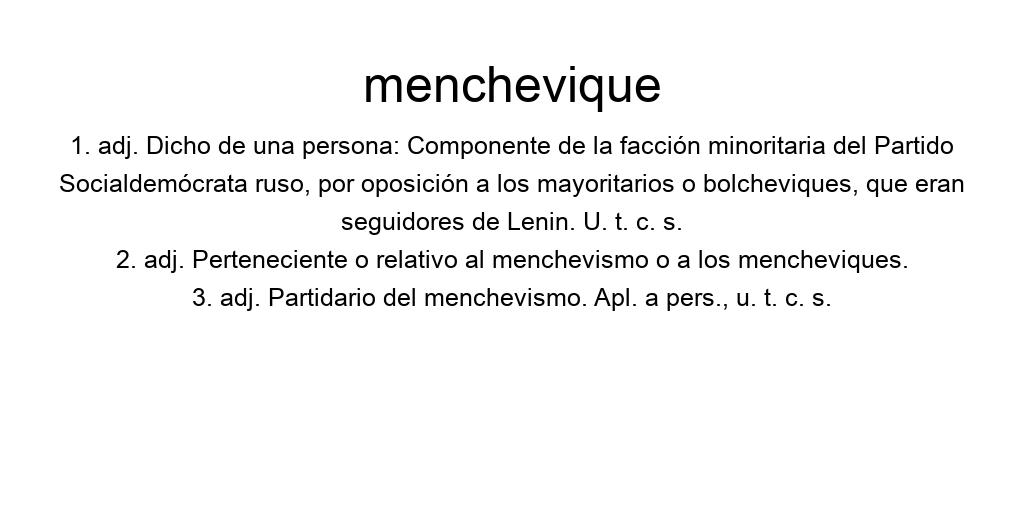 menchevique
1. adj. Dicho de una persona: Componente de la facción minoritaria del Partido
Socialdemócrata ruso, por oposición a los mayoritarios o bolcheviques, que eran
seguidores de Lenin. U. t. c. s.
2. adj. Perteneciente o relativo al menchevismo o a los mencheviques.
3. adj. Partidario del menchevismo. Apl. a pers., u. t. c. s.